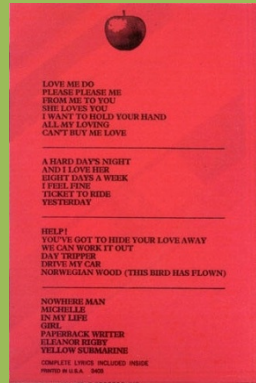 LOVE ME DO
PLEASE PLEASE ME
FROM ME TO YOU
SHE LOVES YOU
I WANT TO HOLD YOUR HAND
ALL MY LOVING
CAN'T BUY ME LOVE
A HARD DAY'S NIGHT
AND I LOVE HER
EIGHT DAYS A WEEK
I FEEL FINE
TICKET TO RIDE
YESTERDAY
HELP!
YOU'VE GOT TO HIDE YOUR LOVE AWAY
WE CAN WORK IT OUT
DAY TRIPPER
DRIVE MY CAR
NORWEGIAN WOOD (THIS BIRD HAS FLOWN)
NOWHERE MAN
MICHELLE
IN MY LIFE
GIRL
PAPERBACK WRITER
ELEANOR RIGBY
YELLOW SUBMARINE
COMPLETE LYRICS INCLUDED INSIDE
PRINTED IN U.S.A.